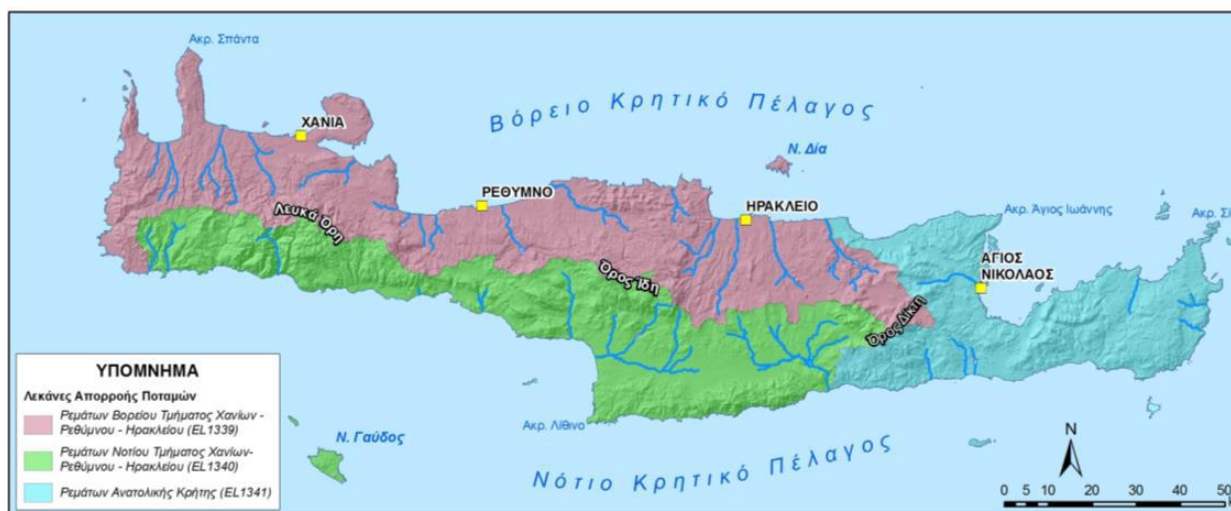 Ακρ. Σπάντα
ΧΑΝΙΑ
Βόρειο Κρητικό Πέλαγος
Ν. Δία
ΡΕΘΥΜΝΟ
ΗΡΑΚΛΕΙΟ
Ακρ. Άγιος Ιωάννης
Ακρ.
Λευκά Όρη
Όρος Ίδη
ΑΓΙΟΣ
ΝΙΚΟΛΑΟΣ
Όρος Δίκτη
ΥΠΟΜΝΗΜΑ
Λεκάνες Απορροής Ποταμών
Ρεμάτων Βορείου Τμήματος Χανίων -
Ρεθύμνου - Ηρακλείου (EL1339)
Ρεμάτων Νοτίου Τμήματος Χανίων-
Ρεθύμνου - Ηρακλείου (EL1340)
Ρεμάτων Ανατολικής Κρήτης (EL1341)
Ακρ. Λίθινο
Ν. Γαύδος
Νότιο Κρητικό Πέλαγος
N
0 5 10 20 30 40 50